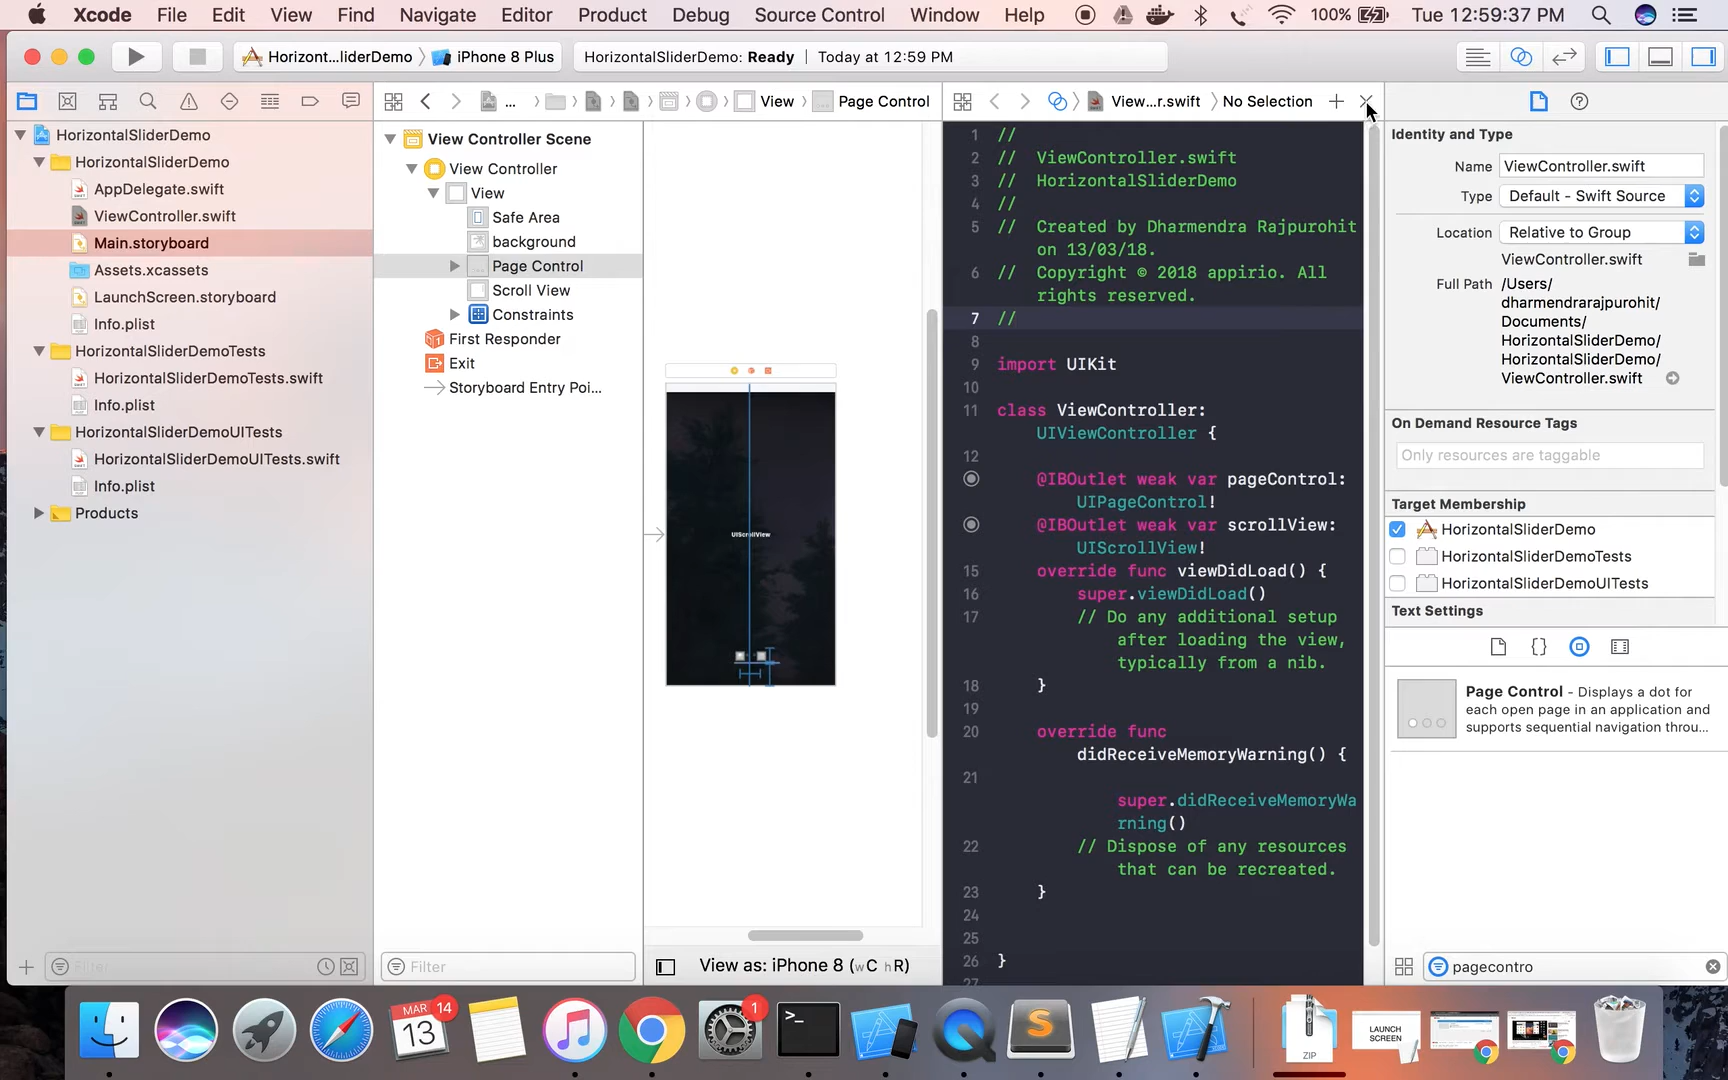 Xcode File Edit View Find Navigate Editor Product Debug Source Control Window Help 100% Tue 12:59:37 PM
Horizont...liderDemo iPhone 8 Plus HorizontalSliderDemo: Ready Today at 12:59 PM
... View Page Control View...r.swift No Selection
HorizontalSliderDemo
HorizontalSliderDemo
AppDelegate.swift
ViewController.swift
Main.storyboard
Assets.xcassets
LaunchScreen.storyboard
Info.plist
HorizontalSliderDemoTests
HorizontalSliderDemoTests.swift
Info.plist
HorizontalSliderDemoUITests
HorizontalSliderDemoUITests.swift
Info.plist
Products
Filter
View Controller Scene
View Controller
View
Safe Area
background
Page Control
Scroll View
Constraints
First Responder
Exit
Storyboard Entry Poi...
Filter
UIScrollView
View as: iPhone 8 (wC hR)
1 //
2 // ViewController.swift
3 // HorizontalSliderDemo
4 //
5 // Created by Dharmendra Rajpurohit
on 13/03/18.
6 // Copyright © 2018 appirio. All
rights reserved.
7 //
8
9 import UIKit
10
11 class ViewController:
UIViewController {
12
@IBOutlet weak var pageControl:
UIPageControl!
@IBOutlet weak var scrollView:
UIScrollView!
15 override func viewDidLoad() {
16 super.viewDidLoad()
17 // Do any additional setup
after loading the view,
typically from a nib.
18 }
19
20 override func
didReceiveMemoryWarning() {
21
super.didReceiveMemoryWa
rning()
22 // Dispose of any resources
that can be recreated.
23 }
24
25
26 }
27
Identity and Type
Name ViewController.swift
Type Default - Swift Source
Location Relative to Group
ViewController.swift
Full Path /Users/
dharmendrarajpurohit/
Documents/
HorizontalSliderDemo/
HorizontalSliderDemo/
ViewController.swift
On Demand Resource Tags
Only resources are taggable
Target Membership
HorizontalSliderDemo
HorizontalSliderDemoTests
HorizontalSliderDemoUITests
Text Settings
{}
Page Control - Displays a dot for
each open page in an application and
supports sequential navigation throu...
pagecontro
MAR
13
14
1
>_
S
ZIP
LAUNCH
SCREEN